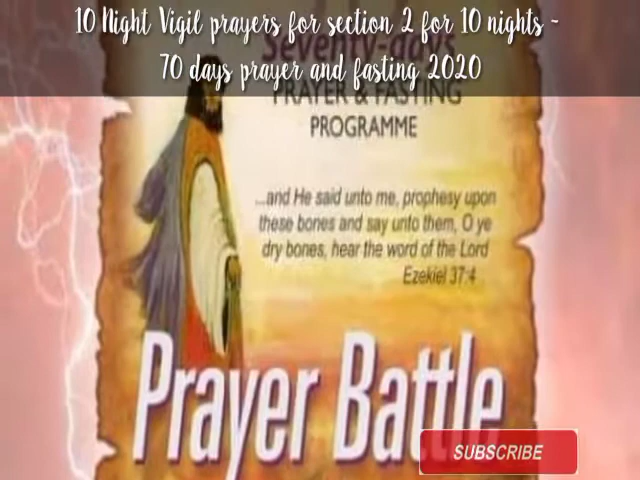 10 Night Vigil prayers for section 2 for 10 nights -
70 days prayer and fasting 2020
Seventy-days
PRAYER & FASTING
PROGRAMME
...and He said unto me, prophesy upon
these bones and say unto them, O ye
dry bones, hear the word of the Lord
Ezekiel 37:4
Prayer Battle
SUBSCRIBE